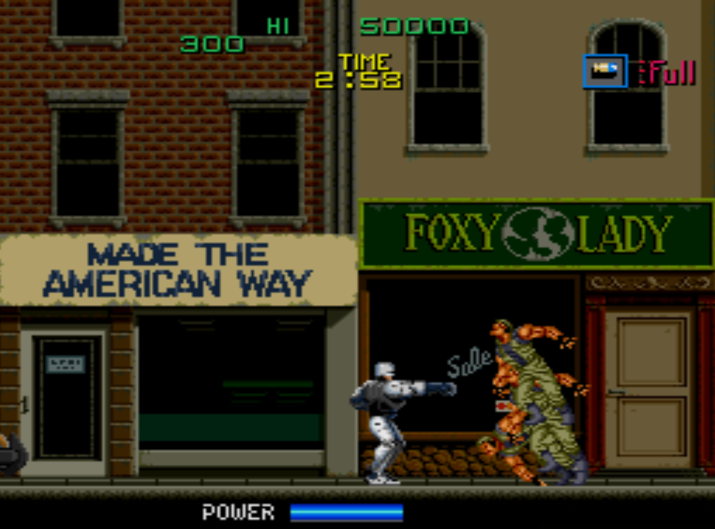 HI 50000
300
TIME
2:58
Full
FOXY LADY
MADE THE
AMERICAN WAY
Sale
POWER